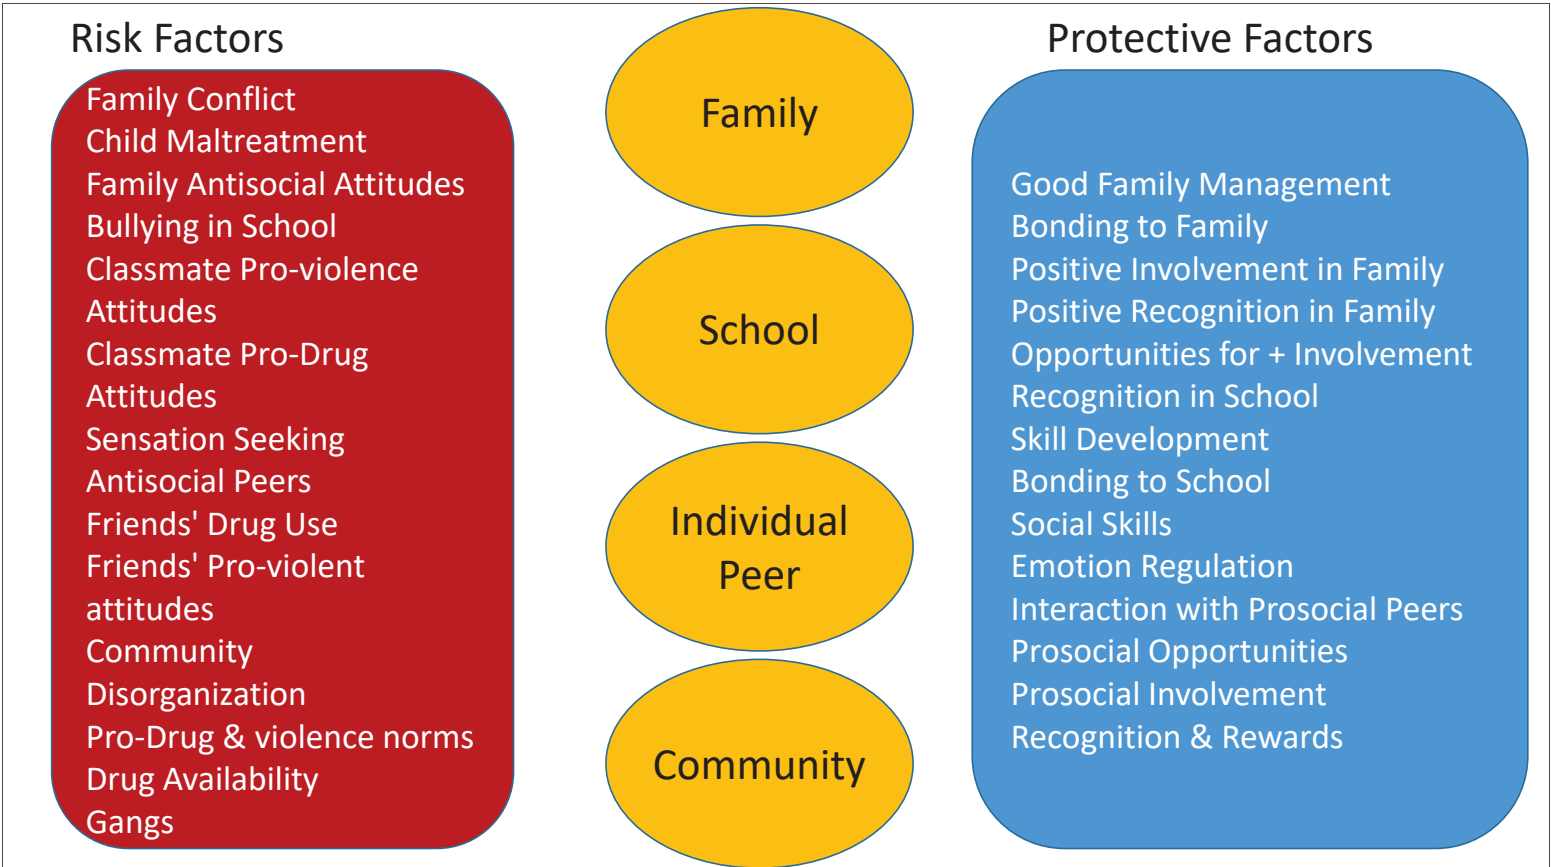 Risk Factors
Family Conflict
Child Maltreatment
Family Antisocial Attitudes
Bullying in School
Classmate Pro-violence
Attitudes
Classmate Pro-Drug
Attitudes
Sensation Seeking
Antisocial Peers
Friends' Drug Use
Friends' Pro-violent
attitudes
Community
Disorganization
Pro-Drug & violence norms
Drug Availability
Gangs
Family
School
Individual
Peer
Community
Protective Factors
Good Family Management
Bonding to Family
Positive Involvement in Family
Positive Recognition in Family
Opportunities for + Involvement
Recognition in School
Skill Development
Bonding to School
Social Skills
Emotion Regulation
Interaction with Prosocial Peers
Prosocial Opportunities
Prosocial Involvement
Recognition & Rewards